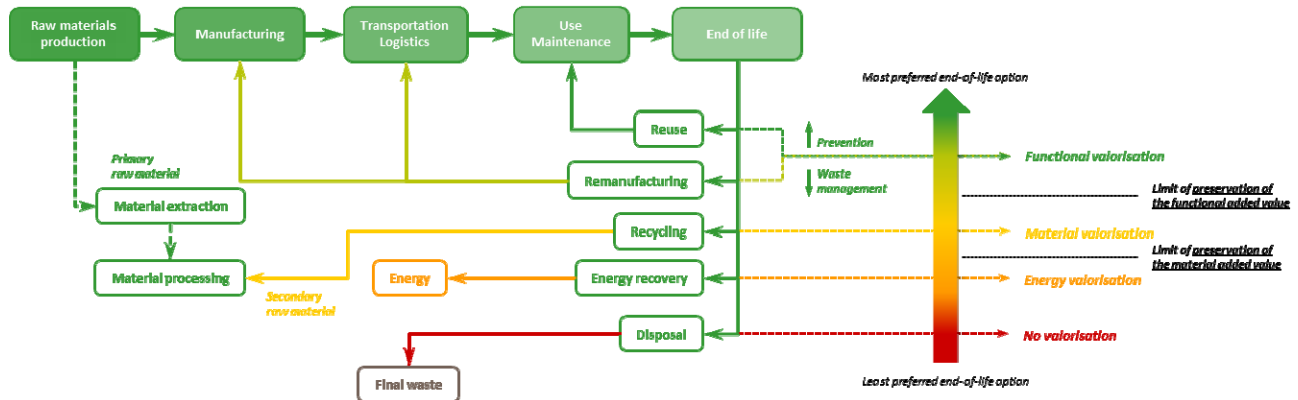 Raw materials
production
Manufacturing
Transportation
Logistics
Use
Maintenance
End of life
Most preferred end-of-life option
Reuse
Prevention
Primary
raw material
Functional valorisation
Remanufacturing
Waste
management
Limit of preservation of
the functional added value
Material extraction
Recycling
Material valorisation
Limit of preservation of
the material added value
Material processing
Energy
Energy recovery
Energy valorisation
Secondary
raw material
Disposal
No valorisation
Final waste
Least preferred end-of-life option